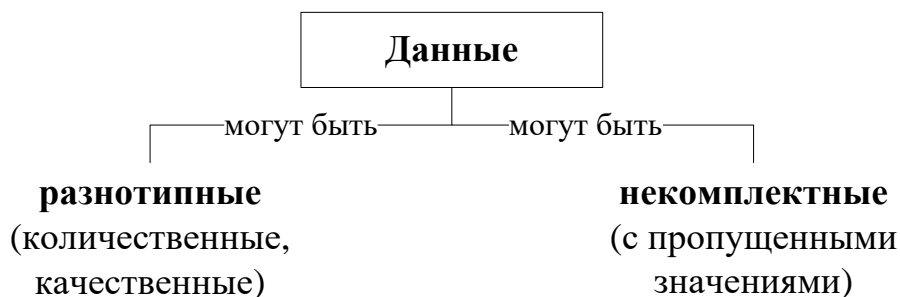 Данные
могут быть могут быть
разнотипные
(количественные,
качественные)
некомплектные
(с пропущенными
значениями)